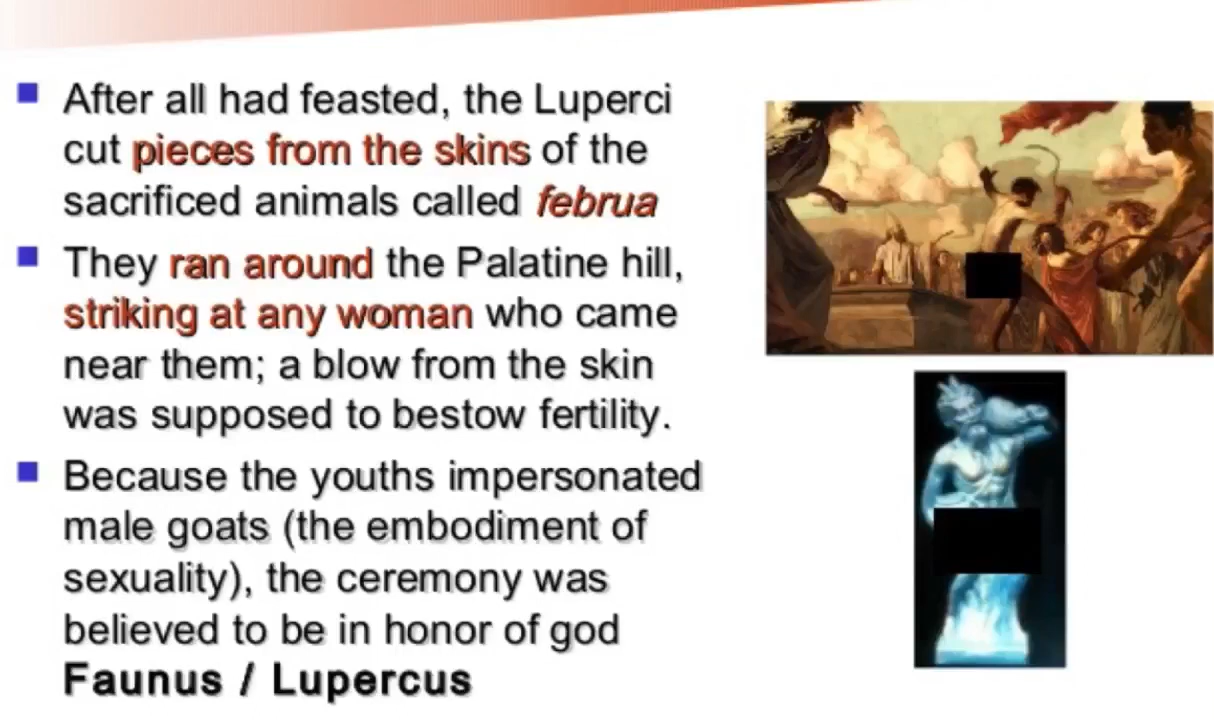 After all had feasted, the Luperci
cut pieces from the skins of the
sacrificed animals called februa
They ran around the Palatine hill,
striking at any woman who came
near them; a blow from the skin
was supposed to bestow fertility.
Because the youths impersonated
male goats (the embodiment of
sexuality), the ceremony was
believed to be in honor of god
Faunus / Lupercus